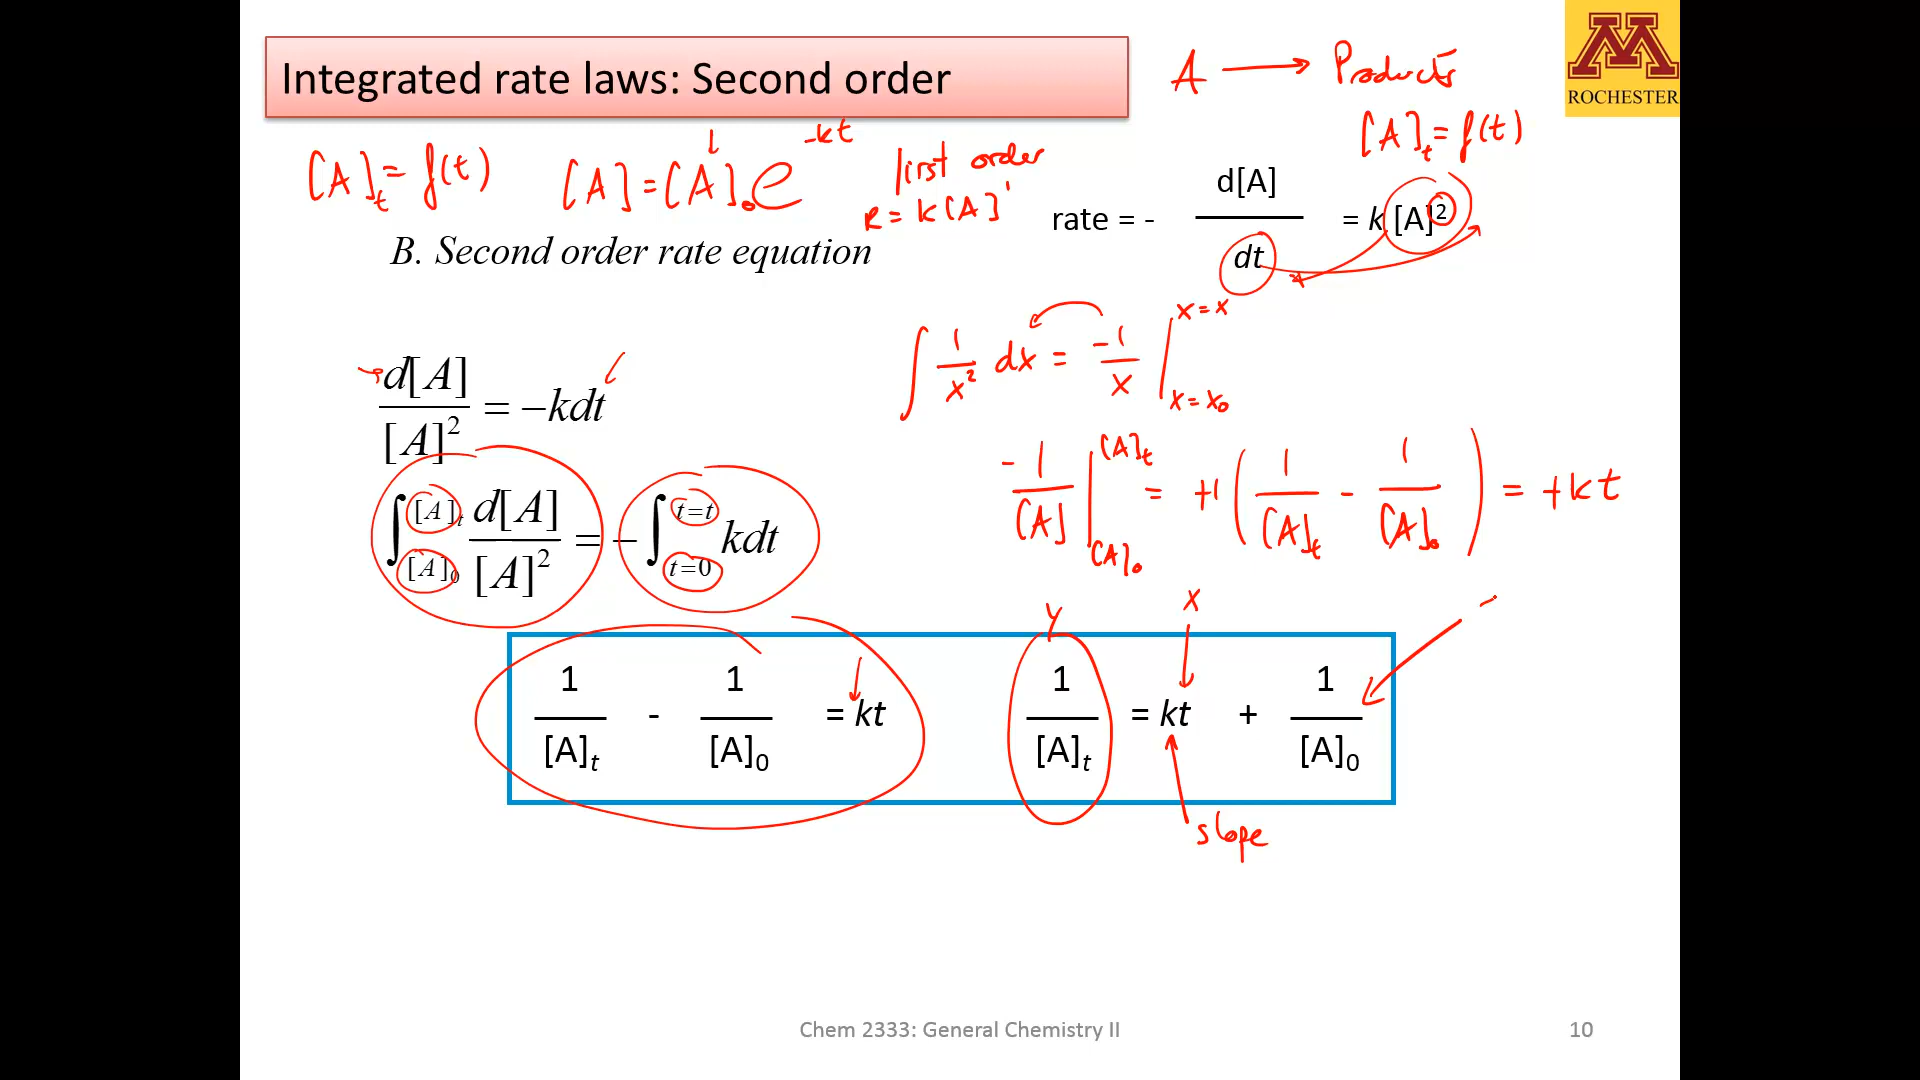 Integrated rate laws: Second order
A → Products
ROCHESTER
[A]t = f(t)
[A]t = f(t) [A] = [A]₀ e^-kt
first order
R = k[A]¹
rate = - d[A]/dt = k [A]²
B. Second order rate equation
∫ 1/x² dx = -1/x | x=x x=x₀
d[A]/[A]² = -kdt
-1/[A] | [A]t [A]₀ = +1 ( 1/[A]t - 1/[A]₀ ) = +kt
∫ [A]t [A]₀ d[A]/[A]² = - ∫ t=t t=0 kdt
y x -
1/[A]t - 1/[A]₀ = kt 1/[A]t = kt + 1/[A]₀
slope
Chem 2333: General Chemistry II 10